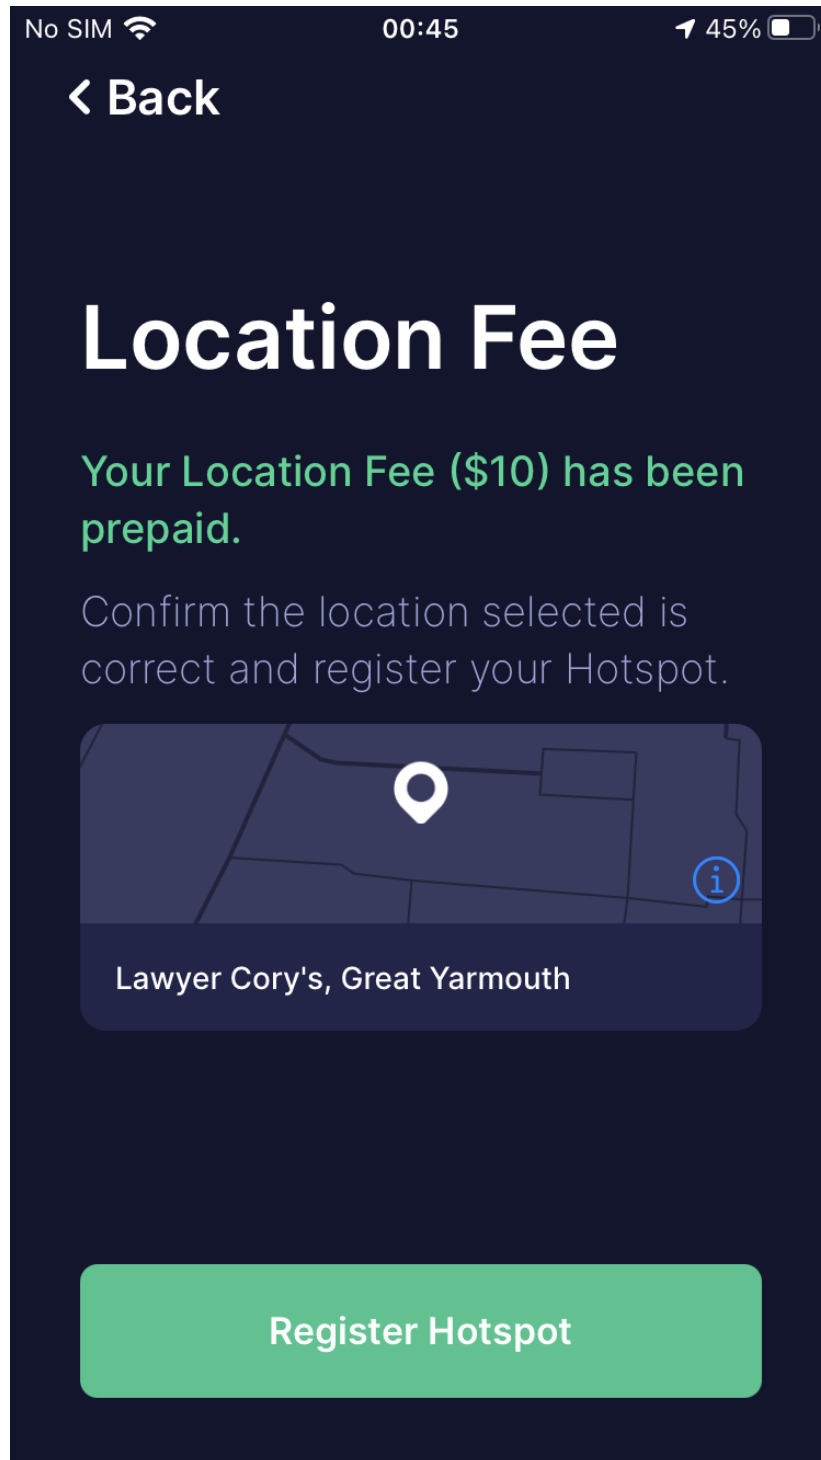 No SIM 00:45 45%
Back
Location Fee
Your Location Fee ($10) has been
prepaid.
Confirm the location selected is
correct and register your Hotspot.
i
Lawyer Cory's, Great Yarmouth
Register Hotspot